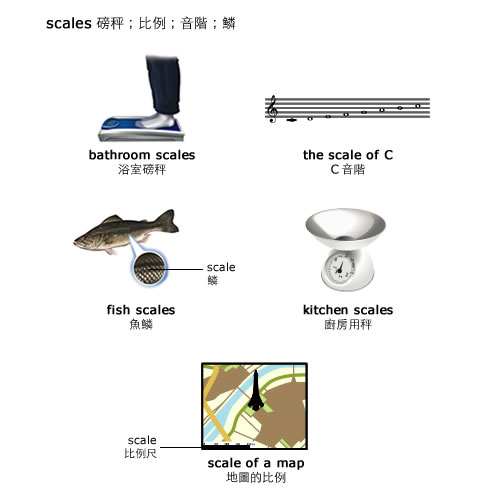 scales 磅秤；比例；音階；鱗
bathroom scales
浴室磅秤
the scale of C
C 音階
scale
鱗
fish scales
魚鱗
kitchen scales
廚房用秤
scale
比例尺
scale of a map
地圖的比例